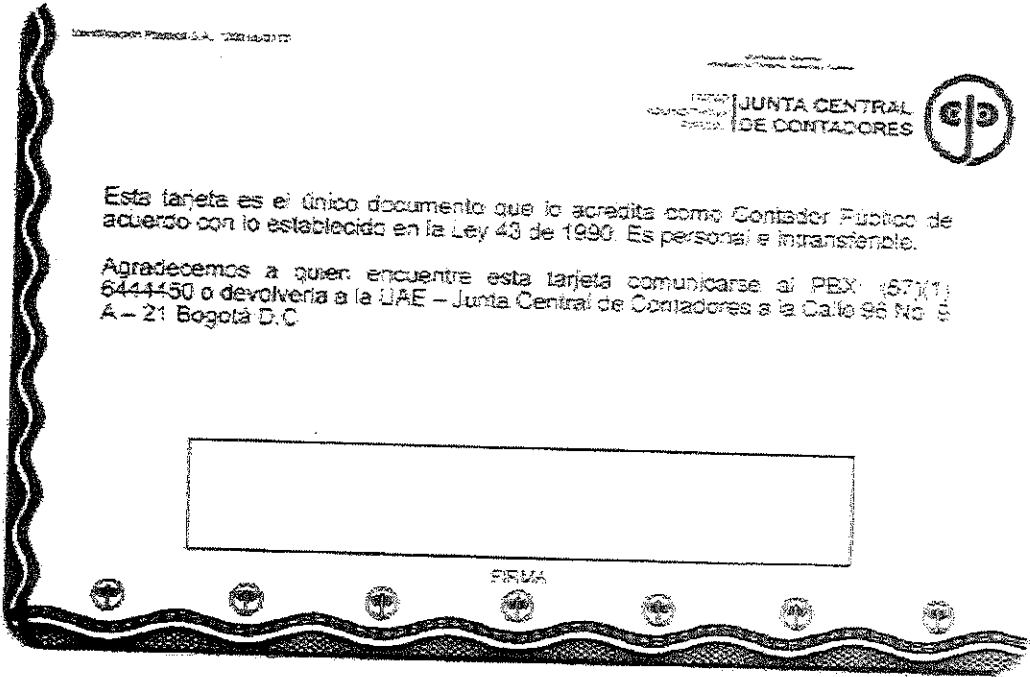 Identificación Plástica S.A.
JUNTA CENTRAL
DE CONTADORES
Esta tarjeta es el único documento que lo acredita como Contador Público de
acuerdo con lo establecido en la Ley 43 de 1990. Es personal e intransferible.
Agradecemos a quien encuentre esta tarjeta comunicarse al PBX: (57)(1)
6444450 o devolverla a la UAE – Junta Central de Contadores a la Calle 96 No. 9
A – 21 Bogotá D.C
FIRMA